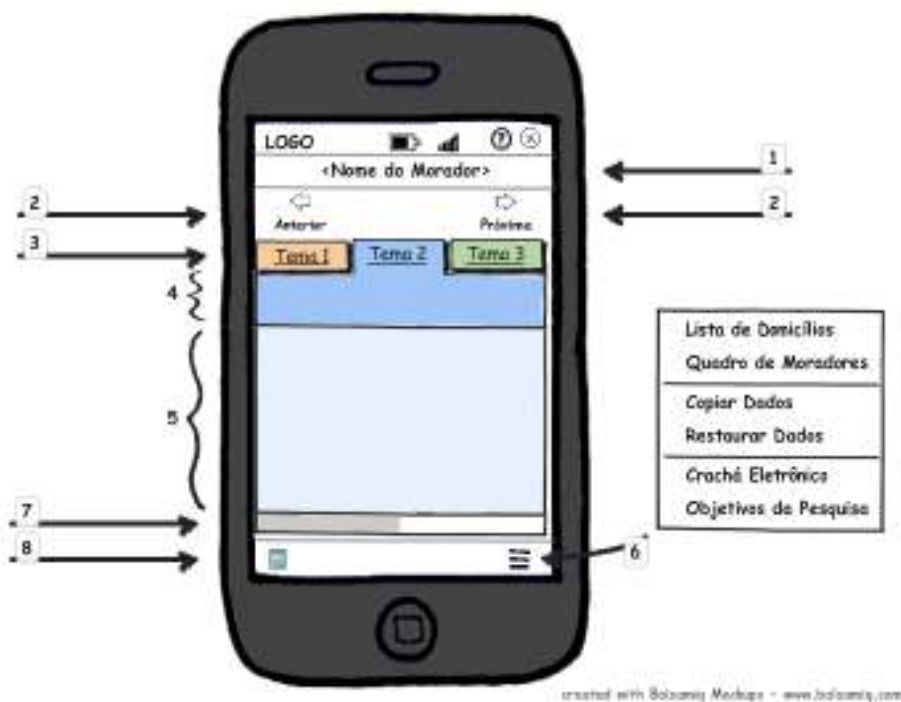 LOGO
?
<Nome do Morador>
1
2
Anterior
Próximo
2
3
Tema 1
Tema 2
Tema 3
4
5
Lista de Domicílios
Quadro de Moradores
Copiar Dados
Restaurar Dados
Crachá Eletrônico
Objetivos da Pesquisa
7
8
6
created with Balsamiq Mockups - www.balsamiq.com